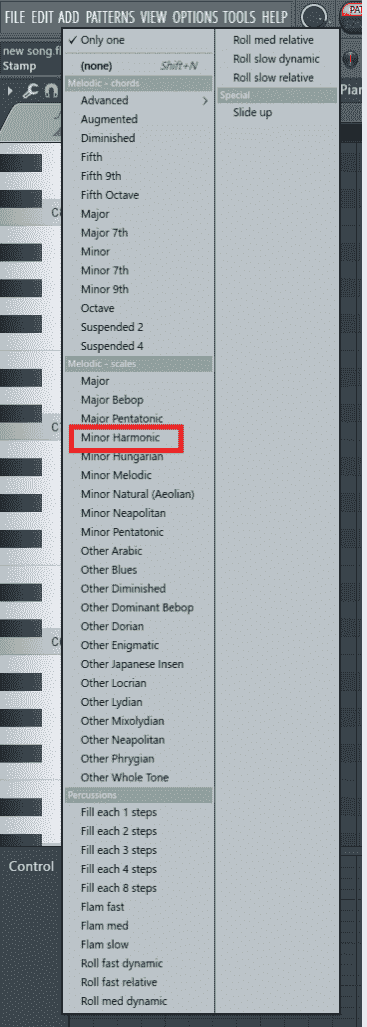 FILE EDIT ADD PATTERNS VIEW OPTIONS TOOLS HELP
new song.fl
Stamp
✓ Only one
(none) Shift+N
Melodic - chords
Advanced >
Augmented
Diminished
Fifth
Fifth 9th
Fifth Octave
Major
Major 7th
Minor
Minor 7th
Minor 9th
Octave
Suspended 2
Suspended 4
Melodic - scales
Major
Major Bebop
Major Pentatonic
Minor Harmonic
Minor Hungarian
Minor Melodic
Minor Natural (Aeolian)
Minor Neapolitan
Minor Pentatonic
Other Arabic
Other Blues
Other Diminished
Other Dominant Bebop
Other Dorian
Other Enigmatic
Other Japanese Insen
Other Locrian
Other Lydian
Other Mixolydian
Other Neapolitan
Other Phrygian
Other Whole Tone
Percussions
Fill each 1 steps
Fill each 2 steps
Fill each 3 steps
Fill each 4 steps
Fill each 8 steps
Flam fast
Flam med
Flam slow
Roll fast dynamic
Roll fast relative
Roll med dynamic
Roll med relative
Roll slow dynamic
Roll slow relative
Special
Slide up
PAT
Pian
Control